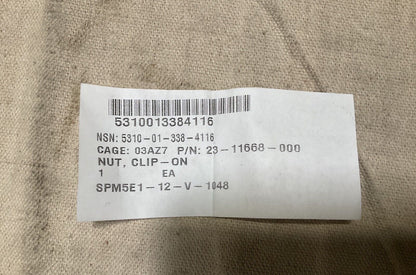 5310013384116
NSN: 5310-01-338-4116
CAGE: 03AZ7 P/N: 23-11668-000
NUT, CLIP-ON
1 EA
SPM5E1-12-V-1048